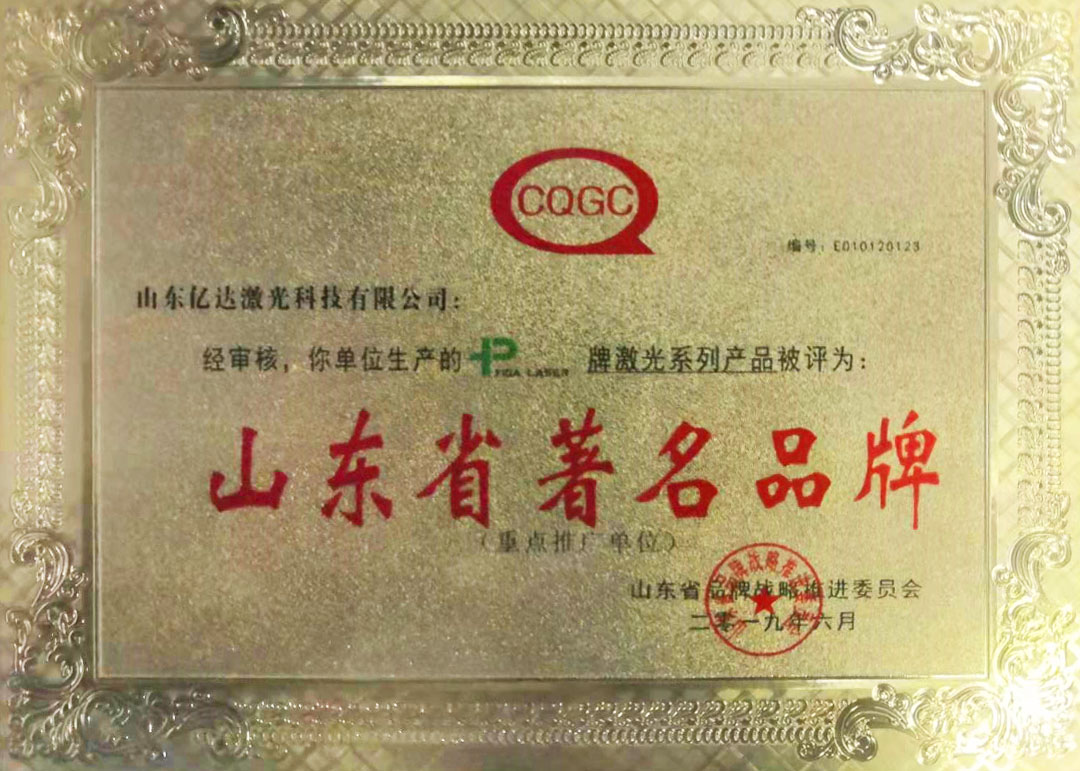 CQGC
编号：E010120123
山东亿达激光科技有限公司：
经审核，你单位生产的 LASER 牌激光系列产品被评为：
山东省著名品牌
（重点推广单位）
山东省品牌战略推进委员会
二零一九年六月